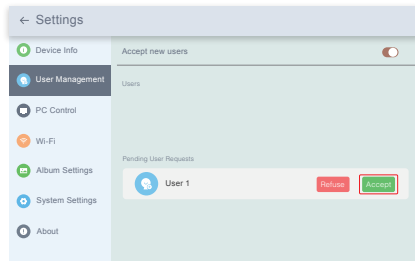 ← Settings
Device Info
Accept new users
User Management
Users
PC Control
Wi-Fi
Pending User Requests
Album Settings
User 1
Refuse
Accept
System Settings
About